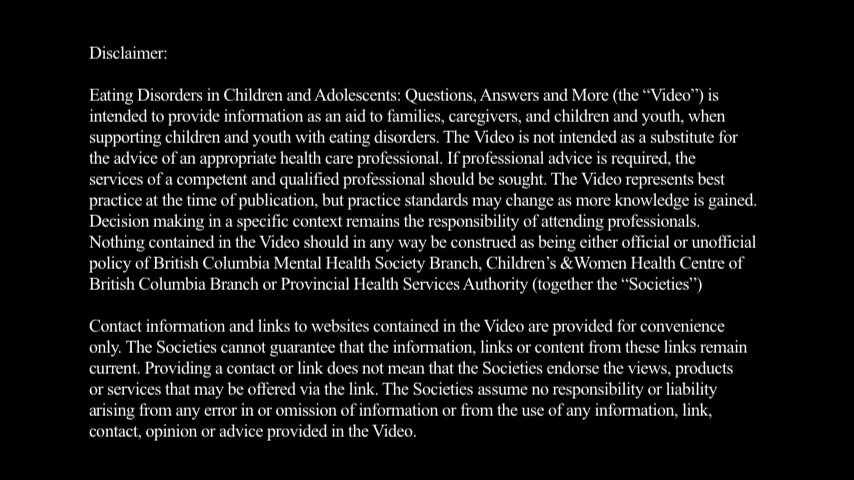 Disclaimer:
Eating Disorders in Children and Adolescents: Questions, Answers and More (the “Video”) is
intended to provide information as an aid to families, caregivers, and children and youth, when
supporting children and youth with eating disorders. The Video is not intended as a substitute for
the advice of an appropriate health care professional. If professional advice is required, the
services of a competent and qualified professional should be sought. The Video represents best
practice at the time of publication, but practice standards may change as more knowledge is gained.
Decision making in a specific context remains the responsibility of attending professionals.
Nothing contained in the Video should in any way be construed as being either official or unofficial
policy of British Columbia Mental Health Society Branch, Children’s &Women Health Centre of
British Columbia Branch or Provincial Health Services Authority (together the “Societies”)
Contact information and links to websites contained in the Video are provided for convenience
only. The Societies cannot guarantee that the information, links or content from these links remain
current. Providing a contact or link does not mean that the Societies endorse the views, products
or services that may be offered via the link. The Societies assume no responsibility or liability
arising from any error in or omission of information or from the use of any information, link,
contact, opinion or advice provided in the Video.